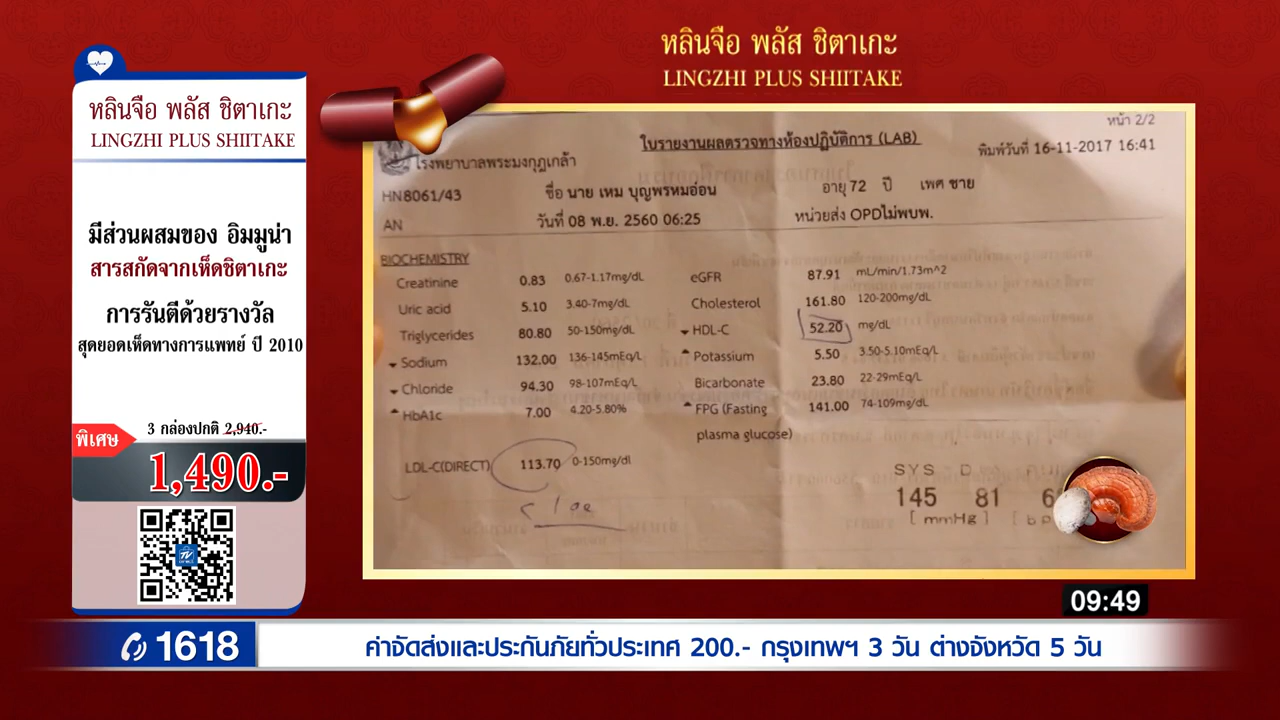 หลินจือ พลัส ชิตาเกะ
LINGZHI PLUS SHIITAKE
หลินจือ พลัส ชิตาเกะ
LINGZHI PLUS SHIITAKE
มีส่วนผสมของ อิมมูน่า
สารสกัดจากเห็ดชิตาเกะ
การรันตีด้วยรางวัล
สุดยอดเห็ดทางการแพทย์ ปี 2010
3 กล่องปกติ 2,940.-
พิเศษ
1,490.-
TV
หน้า 2/2
ใบรายงานผลตรวจทางห้องปฏิบัติการ (LAB)
พิมพ์วันที่ 16-11-2017 16:41
โรงพยาบาลพระมงกุฎเกล้า
HN8061/43 ชื่อ นาย เหม บุญพรหมอ่อน อายุ 72 ปี เพศ ชาย
AN วันที่ 08 พ.ย. 2560 06:25 หน่วยส่ง OPDไม่พบพ.
BIOCHEMISTRY
Creatinine 0.83 0.67-1.17mg/dL eGFR 87.91 mL/min/1.73m^2
Uric acid 5.10 3.40-7mg/dL Cholesterol 161.80 120-200mg/dL
Triglycerides 80.80 50-150mg/dL HDL-C 52.20 mg/dL
Sodium 132.00 136-145mEq/L Potassium 5.50 3.50-5.10mEq/L
Chloride 94.30 98-107mEq/L Bicarbonate 23.80 22-29mEq/L
HbA1c 7.00 4.20-5.80% FPG (Fasting 141.00 74-109mg/dL
plasma glucose)
LDL-C(DIRECT) 113.70 0-150mg/dl
SYS D
145 81
[ mmHg ]
09:49
1618
ค่าจัดส่งและประกันภัยทั่วประเทศ 200.- กรุงเทพฯ 3 วัน ต่างจังหวัด 5 วัน